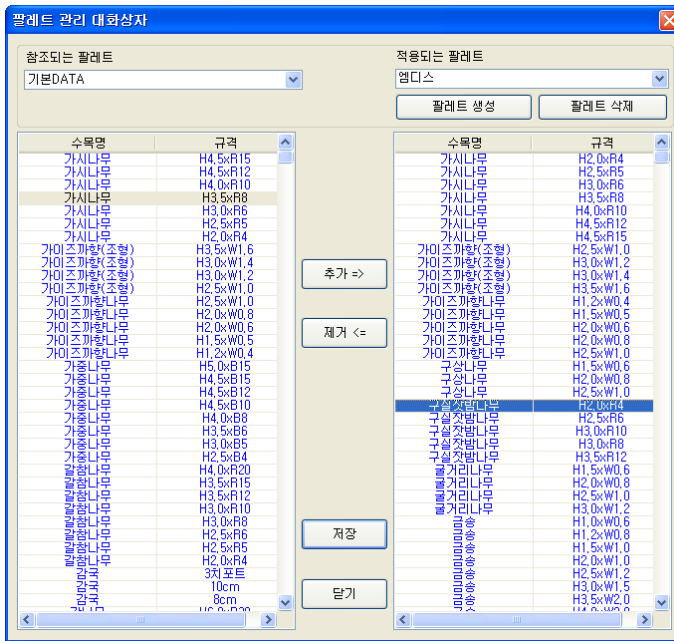 팔레트 관리 대화상자
참조되는 팔레트
기본DATA
적용되는 팔레트
엠디스
팔레트 생성
팔레트 삭제
수목명 규격
가시나무 H4,5xR15
가시나무 H4,5xR12
가시나무 H4,0xR10
가시나무 H3,5xR8
가시나무 H3,0xR6
가시나무 H2,5xR5
가시나무 H2,0xR4
가이즈까향(조형) H3,5xW1,6
가이즈까향(조형) H3,0xW1,4
가이즈까향(조형) H3,0xW1,2
가이즈까향(조형) H2,5xW1,0
가이즈까향나무 H2,5xW1,0
가이즈까향나무 H2,0xW0,8
가이즈까향나무 H2,0xW0,6
가이즈까향나무 H1,5xW0,5
가이즈까향나무 H1,2xW0,4
가중나무 H5,0xB15
가중나무 H4,5xB15
가중나무 H4,5xB12
가중나무 H4,5xB10
가중나무 H4,0xB8
가중나무 H3,5xB6
가중나무 H3,0xB5
가중나무 H2,5xB4
갈참나무 H4,0xR20
갈참나무 H3,5xR15
갈참나무 H3,5xR12
갈참나무 H3,0xR10
갈참나무 H3,0xR8
갈참나무 H2,5xR6
갈참나무 H2,5xR5
갈참나무 H2,0xR4
감국 3치포트
감국 10cm
감국 8cm
추가 =>
제거 <=
저장
닫기
수목명 규격
가시나무 H2,0xR4
가시나무 H2,5xR5
가시나무 H3,0xR6
가시나무 H3,5xR8
가시나무 H4,0xR10
가시나무 H4,5xR12
가시나무 H4,5xR15
가이즈까향(조형) H2,5xW1,0
가이즈까향(조형) H3,0xW1,2
가이즈까향(조형) H3,0xW1,4
가이즈까향(조형) H3,5xW1,6
가이즈까향나무 H1,2xW0,4
가이즈까향나무 H1,5xW0,5
가이즈까향나무 H2,0xW0,6
가이즈까향나무 H2,0xW0,8
가이즈까향나무 H2,5xW1,0
구상나무 H1,5xW0,6
구상나무 H2,0xW0,8
구상나무 H2,5xW1,0
구실잣밤나무 H2,0xR4
구실잣밤나무 H2,5xR6
구실잣밤나무 H3,0xR10
구실잣밤나무 H3,0xR8
구실잣밤나무 H3,5xR12
굴거리나무 H1,5xW0,6
굴거리나무 H2,0xW0,8
굴거리나무 H2,5xW1,0
굴거리나무 H3,0xW1,2
금송 H1,0xW0,6
금송 H1,2xW0,8
금송 H1,5xW1,0
금송 H2,0xW1,0
금송 H2,5xW1,2
금송 H3,0xW1,5
금송 H3,5xW2,0